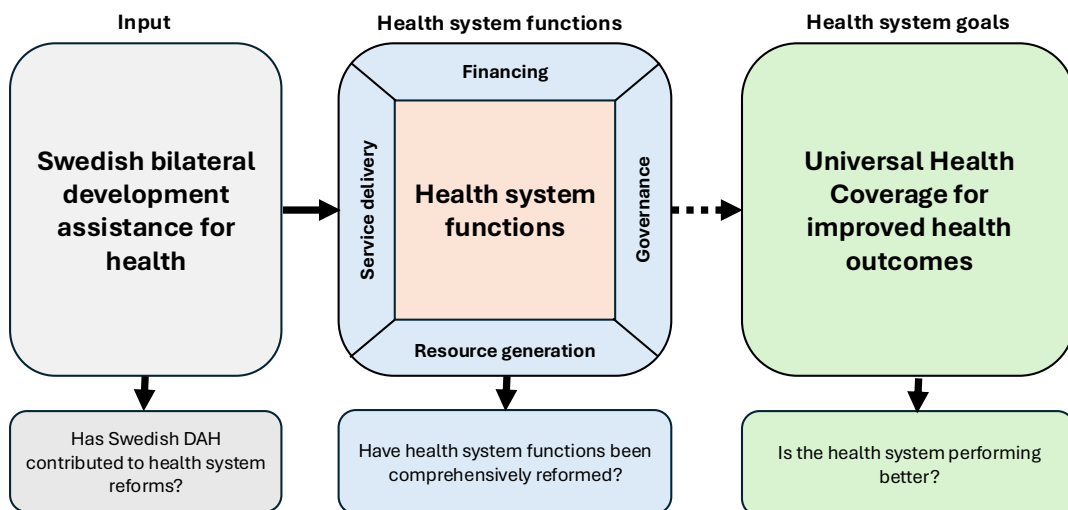 Input
Health system functions
Health system goals
Swedish bilateral
development
assistance for
health
Financing
Service delivery
Health system
functions
Governance
Resource generation
Universal Health
Coverage for
improved health
outcomes
Has Swedish DAH
contributed to health system
reforms?
Have health system functions been
comprehensively reformed?
Is the health system performing
better?